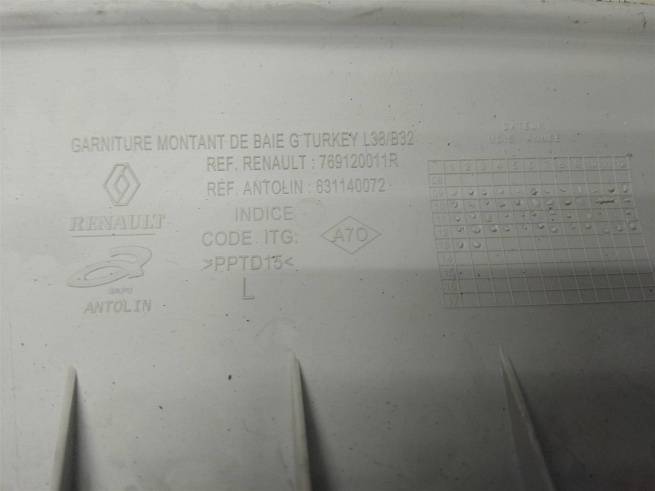 GARNITURE MONTANT DE BAIE G TURKEY L38/B32
REF. RENAULT : 769120011R
REF. ANTOLIN : 631140072
INDICE
CODE ITG: A70
>PPTD15<
L
RENAULT
GRUPO
ANTOLIN